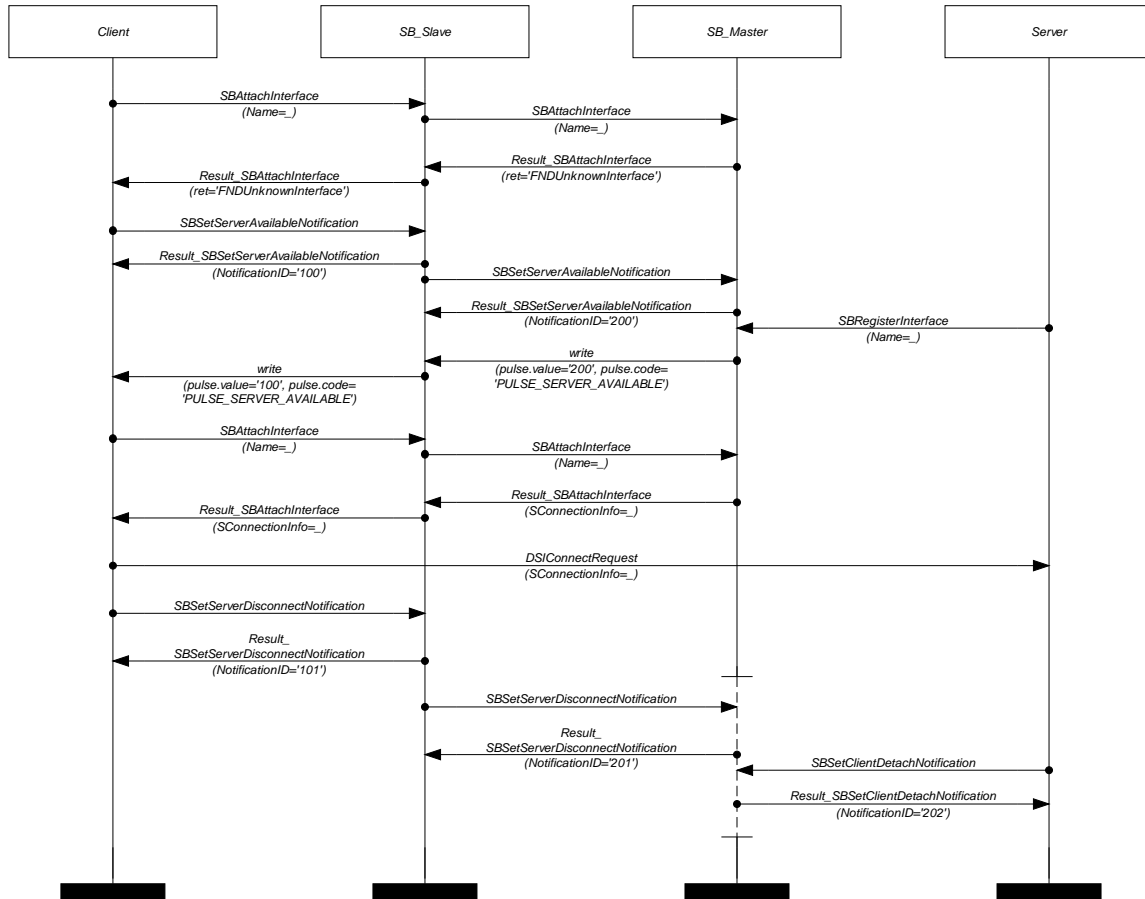 Client
SB_Slave
SB_Master
Server
SBAttachInterface
(Name=_)
SBAttachInterface
(Name=_)
Result_SBAttachInterface
(ret='FNDUnknownInterface')
Result_SBAttachInterface
(ret='FNDUnknownInterface')
SBSetServerAvailableNotification
Result_SBSetServerAvailableNotification
(NotificationID='100')
SBSetServerAvailableNotification
Result_SBSetServerAvailableNotification
(NotificationID='200')
SBRegisterInterface
(Name=_)
write
(pulse.value='200', pulse.code=
'PULSE_SERVER_AVAILABLE')
write
(pulse.value='100', pulse.code=
'PULSE_SERVER_AVAILABLE')
SBAttachInterface
(Name=_)
SBAttachInterface
(Name=_)
Result_SBAttachInterface
(SConnectionInfo=_)
Result_SBAttachInterface
(SConnectionInfo=_)
DSIConnectRequest
(SConnectionInfo=_)
SBSetServerDisconnectNotification
Result_
SBSetServerDisconnectNotification
(NotificationID='101')
SBSetServerDisconnectNotification
Result_
SBSetServerDisconnectNotification
(NotificationID='201')
SBSetClientDetachNotification
Result_SBSetClientDetachNotification
(NotificationID='202')